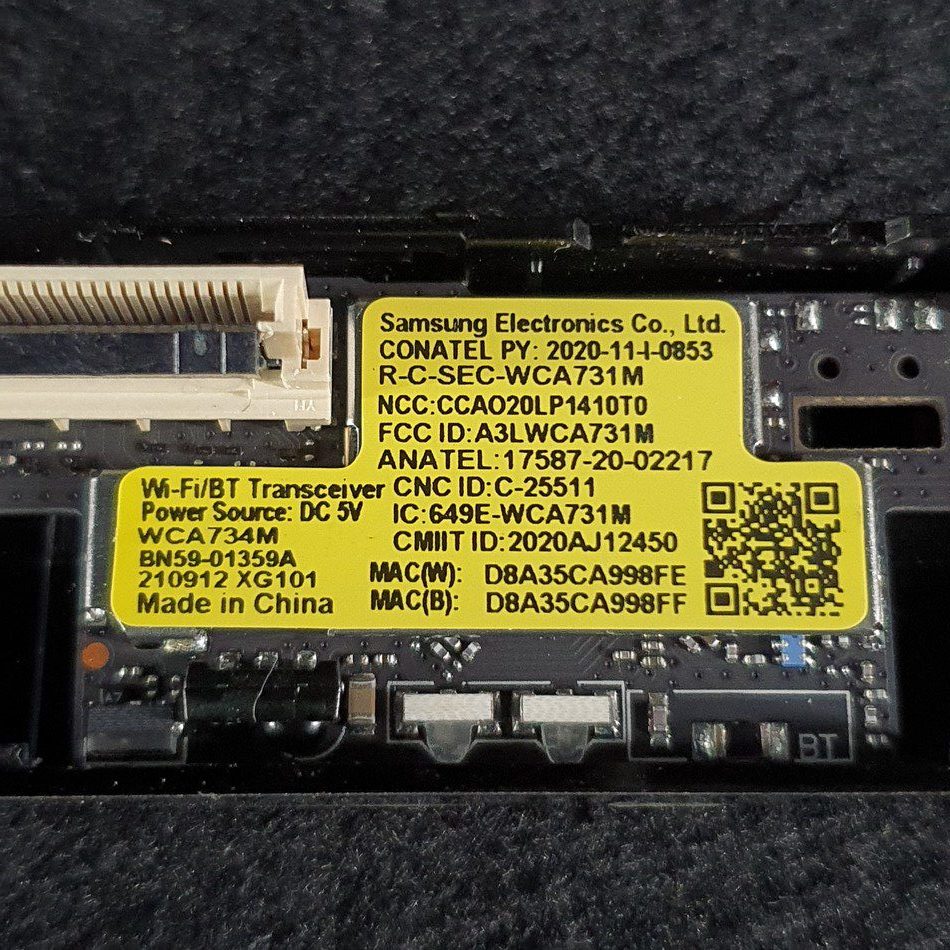 Samsung Electronics Co., Ltd.
CONATEL PY: 2020-11-I-0853
R-C-SEC-WCA731M
NCC:CCAO20LP1410T0
FCC ID:A3LWCA731M
ANATEL:17587-20-02217
Wi-Fi/BT Transceiver CNC ID:C-25511
Power Source: DC 5V IC:649E-WCA731M
WCA734M CMIIT ID:2020AJ12450
BN59-01359A
210912 XG101 MAC(W): D8A35CA998FE
Made in China MAC(B): D8A35CA998FF
YH
BT